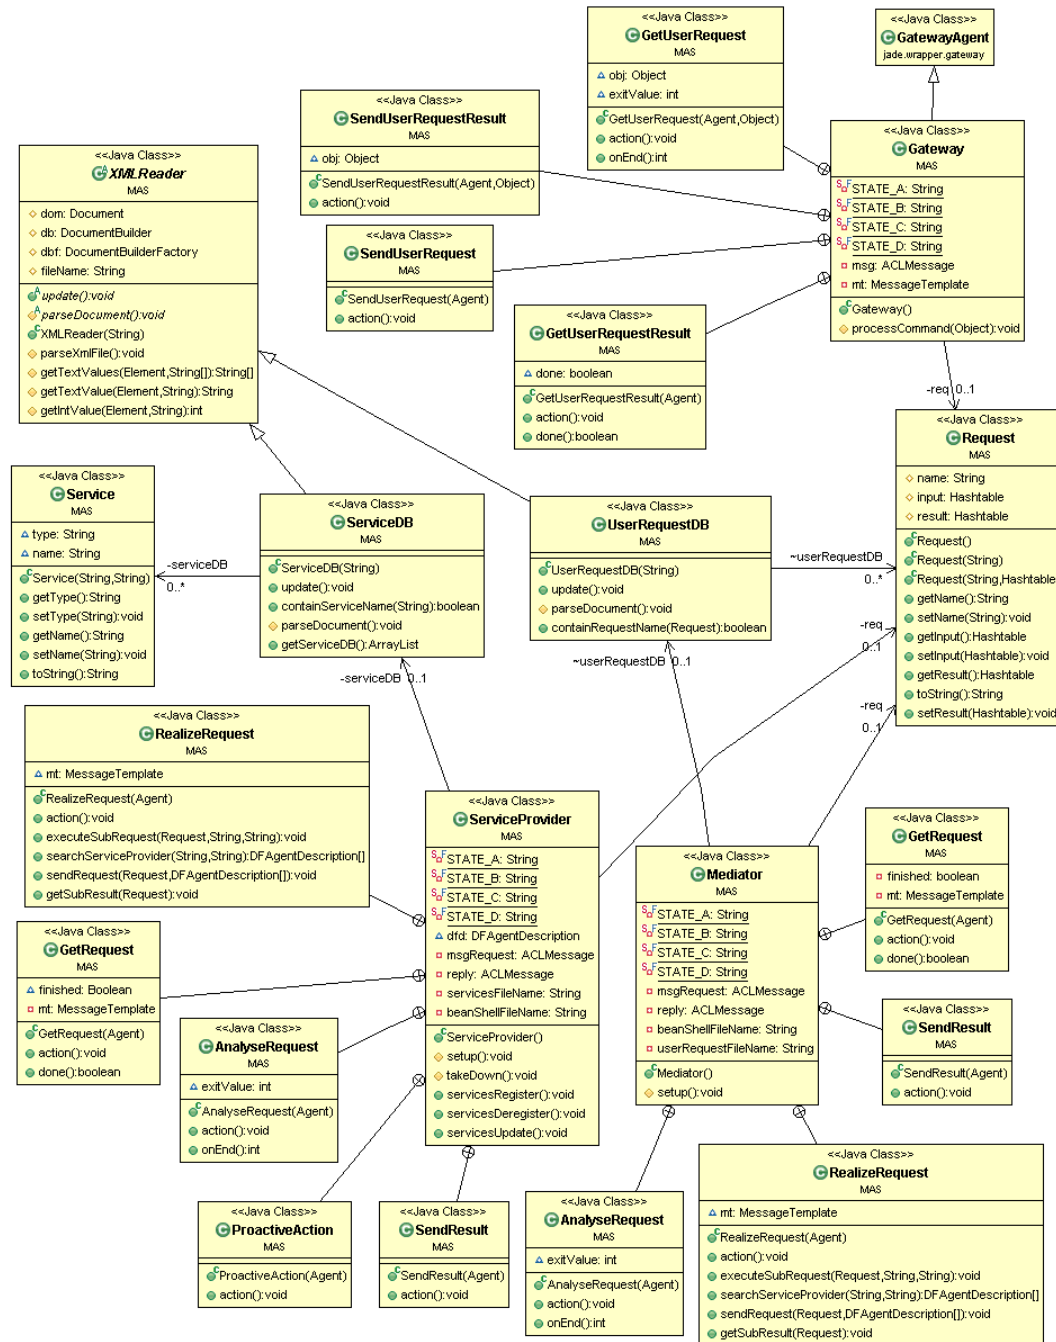 <<Java Class>>
GetUserRequest
MAS
obj: Object
exitValue: int
GetUserRequest(Agent,Object)
action():void
onEnd():int
<<Java Class>>
GatewayAgent
jade.wrapper.gateway
<<Java Class>>
SendUserRequestResult
MAS
obj: Object
SendUserRequestResult(Agent,Object)
action():void
<<Java Class>>
Gateway
MAS
STATE_A: String
STATE_B: String
STATE_C: String
STATE_D: String
msg: ACLMessage
mt: MessageTemplate
Gateway()
processCommand(Object):void
<<Java Class>>
XMLReader
MAS
dom: Document
db: DocumentBuilder
dbf: DocumentBuilderFactory
fileName: String
update():void
parseDocument():void
XMLReader(String)
parseXmlFile():void
getTextValues(Element,String[]):String[]
getTextValue(Element,String):String
getIntValue(Element,String):int
<<Java Class>>
SendUserRequest
MAS
SendUserRequest(Agent)
action():void
<<Java Class>>
GetUserRequestResult
MAS
done: boolean
GetUserRequestResult(Agent)
action():void
done():boolean
-req 0..1
<<Java Class>>
Request
MAS
name: String
input: Hashtable
result: Hashtable
Request()
Request(String)
Request(String,Hashtable
getName():String
setName(String):void
getInput():Hashtable
setInput(Hashtable):void
getResult():Hashtable
toString():String
setResult(Hashtable):void
<<Java Class>>
Service
MAS
type: String
name: String
Service(String,String)
getType():String
setType(String):void
getName():String
setName(String):void
toString():String
-serviceDB
0..*
<<Java Class>>
ServiceDB
MAS
ServiceDB(String)
update():void
containServiceName(String):boolean
parseDocument():void
getServiceDB():ArrayList
<<Java Class>>
UserRequestDB
MAS
UserRequestDB(String)
update():void
parseDocument():void
containRequestName(Request):boolean
~userRequestDB
0..*
-req
0..1
-serviceDB 0..1
~userRequestDB 0..1
-req
0..1
<<Java Class>>
RealizeRequest
MAS
mt: MessageTemplate
RealizeRequest(Agent)
action():void
executeSubRequest(Request,String,String):void
searchServiceProvider(String,String):DFAgentDescription[]
sendRequest(Request,DFAgentDescription[]):void
getSubResult(Request):void
<<Java Class>>
ServiceProvider
MAS
STATE_A: String
STATE_B: String
STATE_C: String
STATE_D: String
dfd: DFAgentDescription
msgRequest: ACLMessage
reply: ACLMessage
servicesFileName: String
beanShellFileName: String
ServiceProvider()
setup():void
takeDown():void
servicesRegister():void
servicesDeregister():void
servicesUpdate():void
<<Java Class>>
Mediator
MAS
STATE_A: String
STATE_B: String
STATE_C: String
STATE_D: String
msgRequest: ACLMessage
reply: ACLMessage
beanShellFileName: String
userRequestFileName: String
Mediator()
setup():void
<<Java Class>>
GetRequest
MAS
finished: boolean
mt: MessageTemplate
GetRequest(Agent)
action():void
done():boolean
<<Java Class>>
GetRequest
MAS
finished: Boolean
mt: MessageTemplate
GetRequest(Agent)
action():void
done():boolean
<<Java Class>>
AnalyseRequest
MAS
exitValue: int
AnalyseRequest(Agent)
action():void
onEnd():int
<<Java Class>>
SendResult
MAS
SendResult(Agent)
action():void
<<Java Class>>
ProactiveAction
MAS
ProactiveAction(Agent)
action():void
<<Java Class>>
SendResult
MAS
SendResult(Agent)
action():void
<<Java Class>>
AnalyseRequest
MAS
exitValue: int
AnalyseRequest(Agent)
action():void
onEnd():int
<<Java Class>>
RealizeRequest
MAS
mt: MessageTemplate
RealizeRequest(Agent)
action():void
executeSubRequest(Request,String,String):void
searchServiceProvider(String,String):DFAgentDescription[]
sendRequest(Request,DFAgentDescription[]):void
getSubResult(Request):void